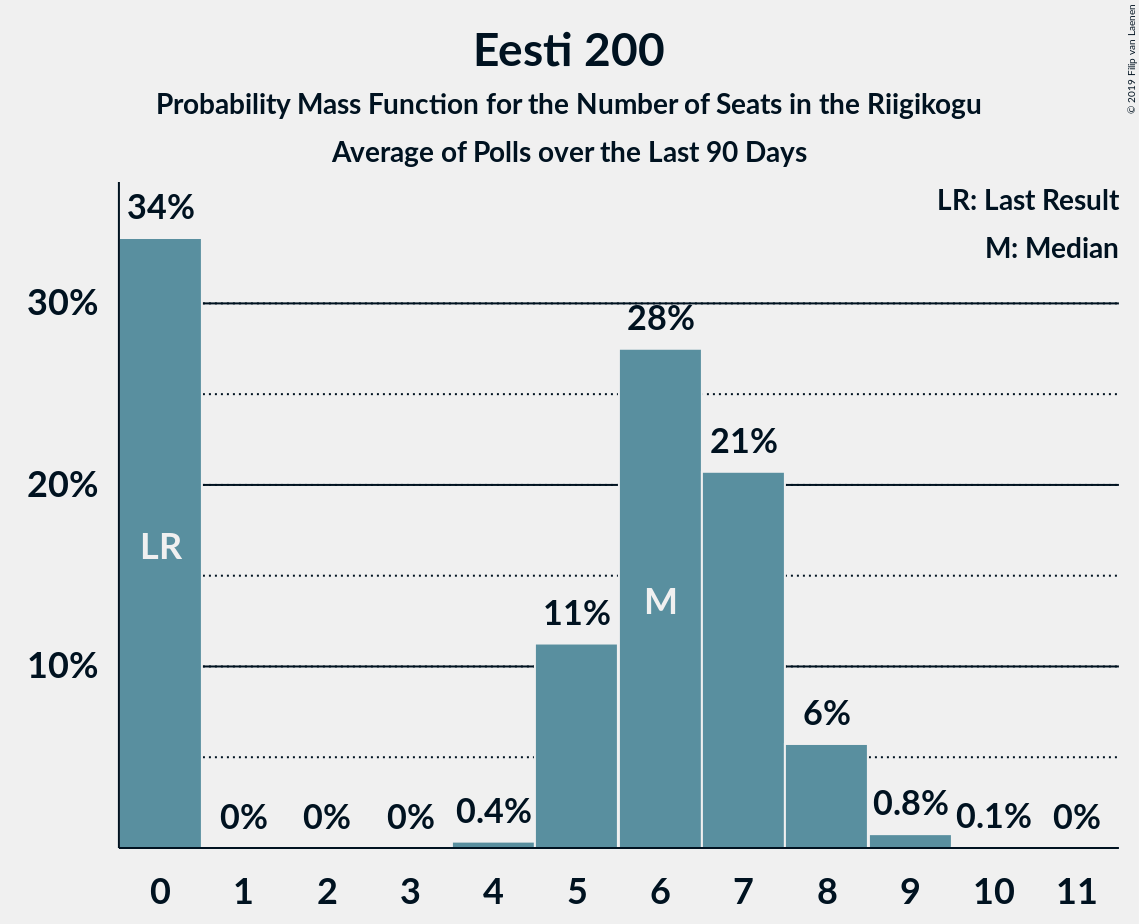 Eesti 200
Probability Mass Function for the Number of Seats in the Riigikogu
Average of Polls over the Last 90 Days
© 2019 Filip van Laenen
LR: Last Result
M: Median
34%
30%
28%
21%
20%
LR
M
11%
10%
6%
0%
0%
0%
0.4%
0.8%
0.1%
0%
0 1 2 3 4 5 6 7 8 9 10 11